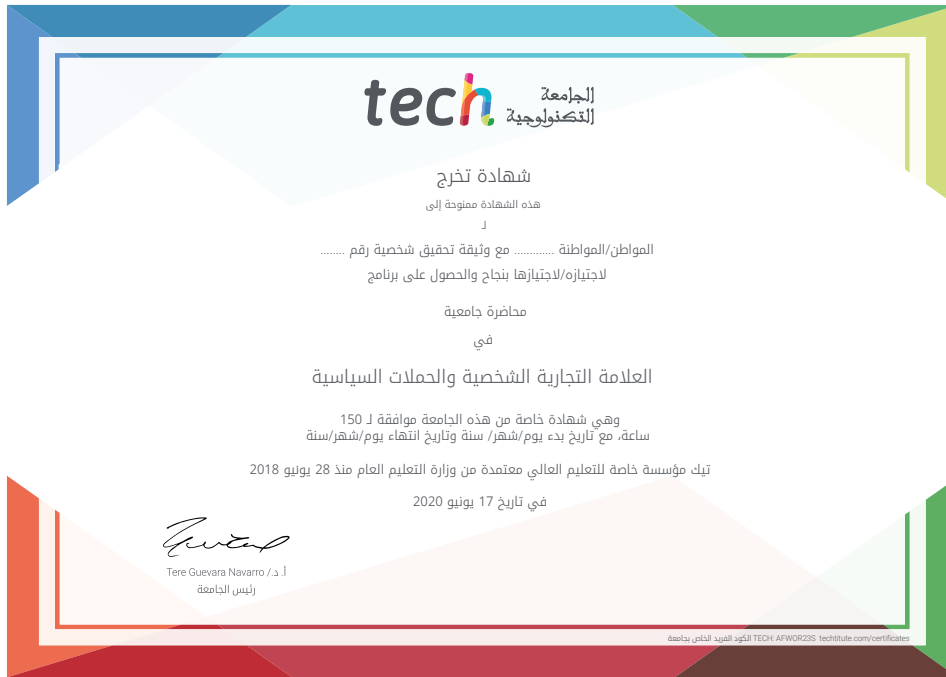 tech الجامعة
التكنولوجية
شهادة تخرج
هذه الشهادة ممنوحة إلى
لـ
المواطن/المواطنة ............ مع وثيقة تحقيق شخصية رقم ........
لاجتيازه/لاجتيازها بنجاح والحصول على برنامج
محاضرة جامعية
في
العلامة التجارية الشخصية والحملات السياسية
وهي شهادة خاصة من هذه الجامعة موافقة لـ 150
ساعة، مع تاريخ بدء يوم/شهر/ سنة وتاريخ انتهاء يوم/شهر/سنة
تيك مؤسسة خاصة للتعليم العالي معتمدة من وزارة التعليم العام منذ 28 يونيو 2018
في تاريخ 17 يونيو 2020
أ. د./ Tere Guevara Navarro
رئيس الجامعة
الكود الفريد الخاص بجامعة TECH: AFWOR23S techtitute.com/certificates